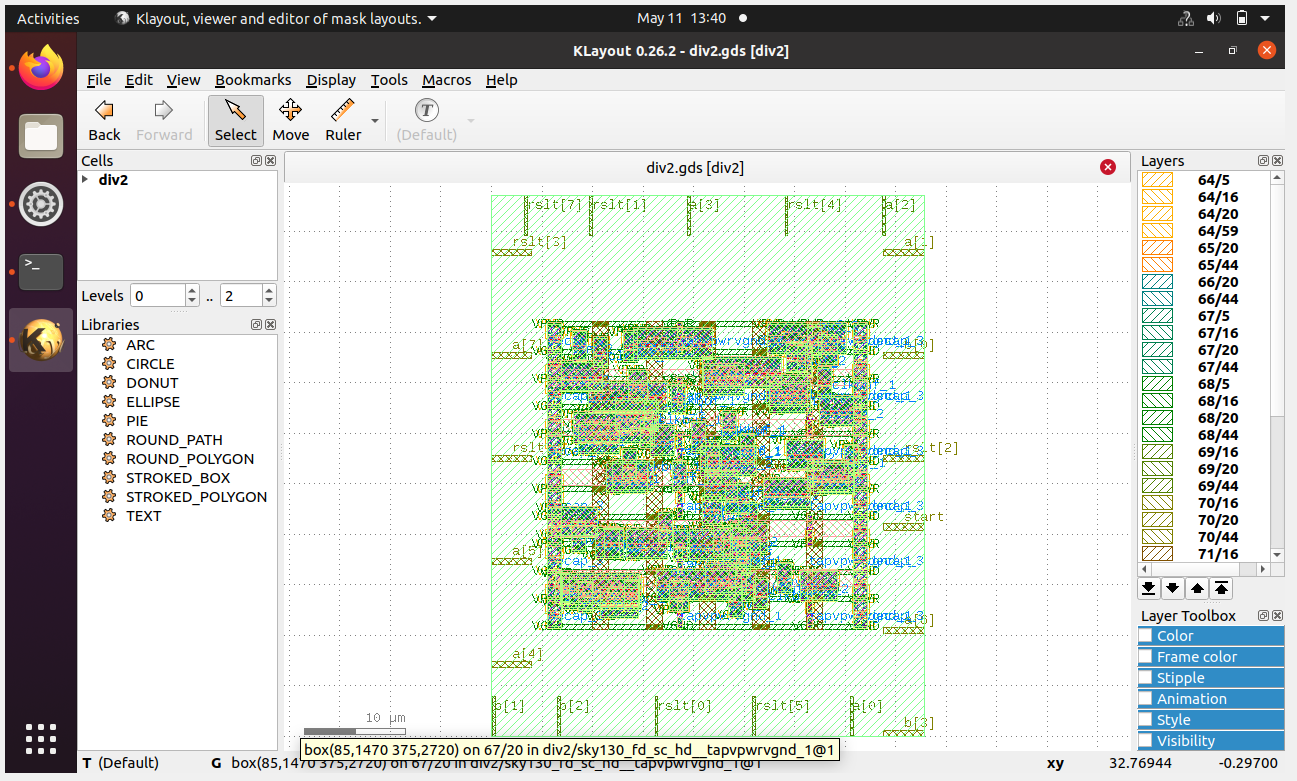 Activities
Klayout, viewer and editor of mask layouts.
May 11 13:40
KLayout 0.26.2 - div2.gds [div2]
File Edit View Bookmarks Display Tools Macros Help
Back Forward Select Move Ruler (Default)
T
Cells
div2
Levels 0 .. 2
Libraries
ARC
CIRCLE
DONUT
ELLIPSE
PIE
ROUND_PATH
ROUND_POLYGON
STROKED_BOX
STROKED_POLYGON
TEXT
div2.gds [div2]
rslt[7] rslt[1] a[3] rslt[4] a[2]
a[1]
a[7]
rslt[2]
start
a[5]
a[4]
b[1] b[2] rslt[0] rslt[5] a[0]
b[3]
10 µm
box(85,1470 375,2720) on 67/20 in div2/sky130_fd_sc_hd__tapvpwrvgnd_1@1
Layers
64/5
64/16
64/20
64/59
65/20
65/44
66/20
66/44
67/5
67/16
67/20
67/44
68/5
68/16
68/20
68/44
69/16
69/20
69/44
70/16
70/20
70/44
71/16
Layer Toolbox
Color
Frame color
Stipple
Animation
Style
Visibility
T (Default) G box(85,1470 375,2720) on 67/20 in div2/sky130_fd_sc_hd__tapvpwrvgnd_1@1 xy 32.76944 -0.29700